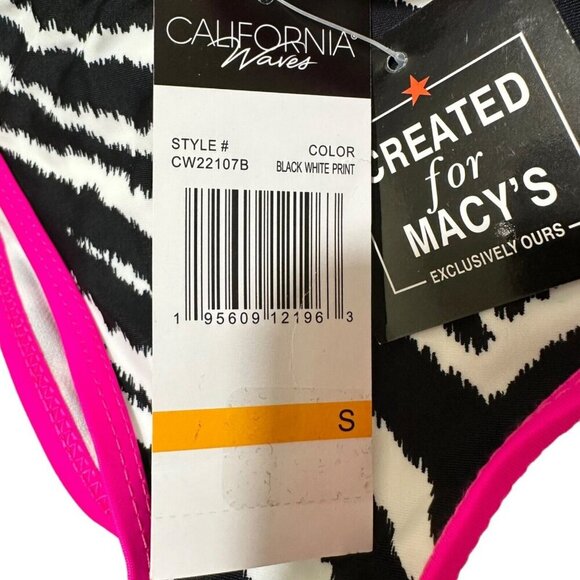 CALIFORNIA®
Waves
STYLE #
CW22107B
COLOR
BLACK WHITE PRINT
1 95609 12196 3
S
CREATED
for
MACY'S
EXCLUSIVELY OURS